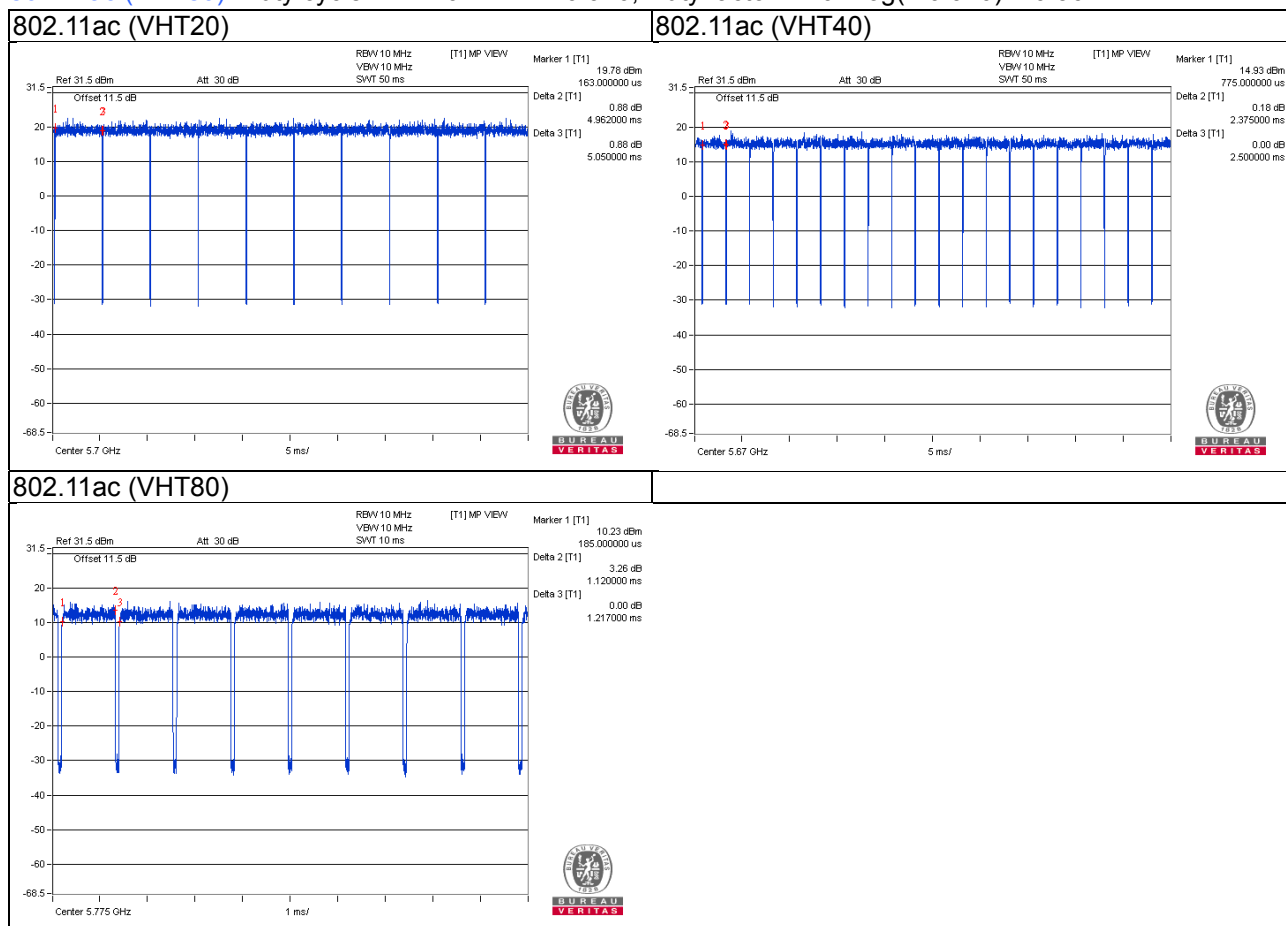 802.11ac (VHT20)
RBW 10 MHz
VBW 10 MHz
SWT 50 ms
[T1] MP VIEW
Ref 31.5 dBm
Att 30 dB
Offset 11.5 dB
Marker 1 [T1]
19.78 dBm
163.000000 us
Delta 2 [T1]
0.88 dB
4.962000 ms
Delta 3 [T1]
0.88 dB
5.050000 ms
31.5
20
10
0
-10
-20
-30
-40
-50
-60
-68.5
1
2
Center 5.7 GHz
5 ms/
BUREAU
VERITAS
802.11ac (VHT40)
RBW 10 MHz
VBW 10 MHz
SWT 50 ms
[T1] MP VIEW
Ref 31.5 dBm
Att 30 dB
Offset 11.5 dB
Marker 1 [T1]
14.93 dBm
775.000000 us
Delta 2 [T1]
0.18 dB
2.375000 ms
Delta 3 [T1]
0.00 dB
2.500000 ms
31.5
20
10
0
-10
-20
-30
-40
-50
-60
-68.5
1
2
Center 5.67 GHz
5 ms/
BUREAU
VERITAS
802.11ac (VHT80)
RBW 10 MHz
VBW 10 MHz
SWT 10 ms
[T1] MP VIEW
Ref 31.5 dBm
Att 30 dB
Offset 11.5 dB
Marker 1 [T1]
10.23 dBm
185.000000 us
Delta 2 [T1]
3.26 dB
1.120000 ms
Delta 3 [T1]
0.00 dB
1.217000 ms
31.5
20
10
0
-10
-20
-30
-40
-50
-60
-68.5
1
2
3
Center 5.775 GHz
1 ms/
BUREAU
VERITAS